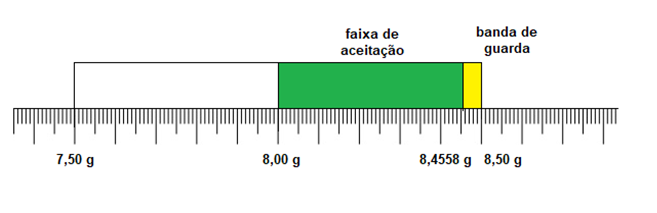 faixa de
aceitação
banda de
guarda
7,50 g
8,00 g
8,4558 g
8,50 g